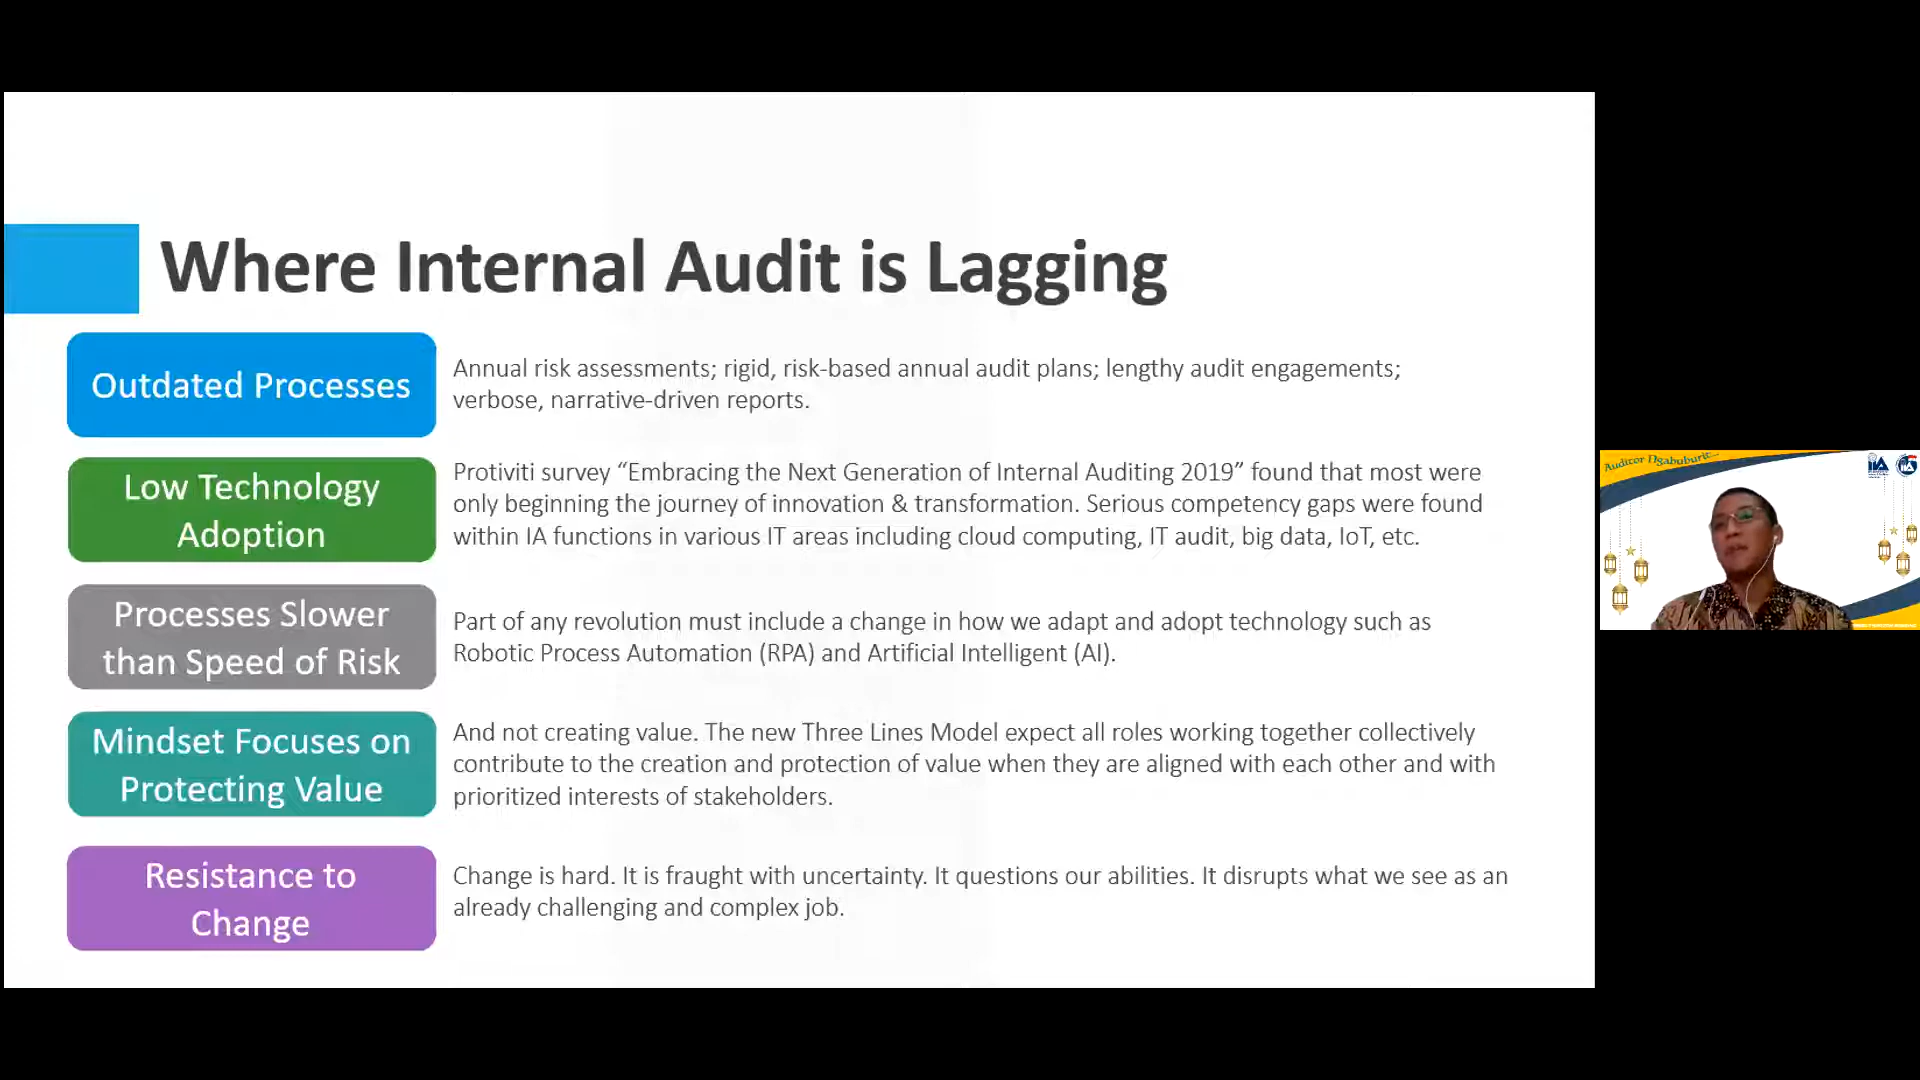 Where Internal Audit is Lagging
Outdated Processes
Annual risk assessments; rigid, risk-based annual audit plans; lengthy audit engagements;
verbose, narrative-driven reports.
Low Technology
Adoption
Protiviti survey “Embracing the Next Generation of Internal Auditing 2019” found that most were
only beginning the journey of innovation & transformation. Serious competency gaps were found
within IA functions in various IT areas including cloud computing, IT audit, big data, IoT, etc.
Processes Slower
than Speed of Risk
Part of any revolution must include a change in how we adapt and adopt technology such as
Robotic Process Automation (RPA) and Artificial Intelligent (AI).
Mindset Focuses on
Protecting Value
And not creating value. The new Three Lines Model expect all roles working together collectively
contribute to the creation and protection of value when they are aligned with each other and with
prioritized interests of stakeholders.
Resistance to
Change
Change is hard. It is fraught with uncertainty. It questions our abilities. It disrupts what we see as an
already challenging and complex job.
Auditor Ngabuburit...
IIA